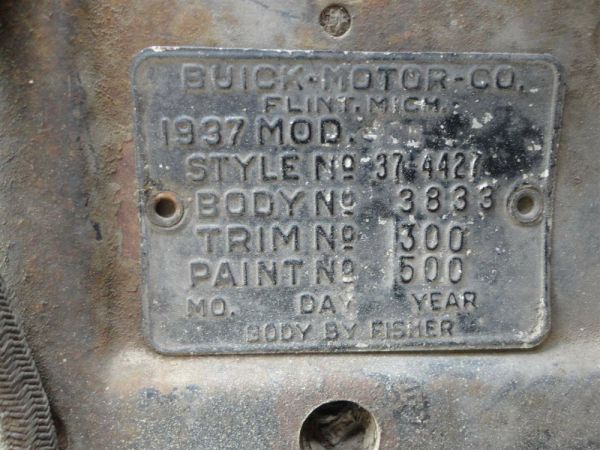 BUICK-MOTOR-CO.
FLINT, MICH.
1937 MOD.
STYLE Nº 37-4427
BODY Nº 3833
TRIM Nº 300
PAINT Nº 500
MO. DAY YEAR
BODY BY FISHER